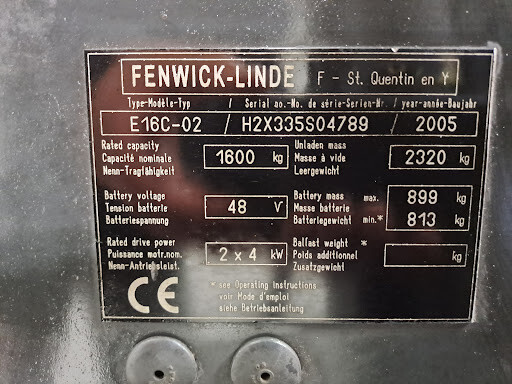 FENWICK-LINDE F - St. Quentin en Y
Type-Modèle-Typ / Serial no.-No. de série-Serien-Nr. / year-année-Baujahr
E16C-02 / H2X335S04789 / 2005
Rated capacity
Capacité nominale 1600 kg
Nenn-Tragfähigkeit
Unladen mass
Masse à vide 2320 kg
Leergewicht
Battery voltage
Tension batterie 48 V
Batteriespannung
Battery mass max. 899 kg
Masse batterie
Batteriegewicht min.* 813 kg
Rated drive power
Puissance motr.nom. 2 x 4 kW
Nenn-Antriebsleist.
Ballast weight *
Poids additionnel kg
Zusatzgewicht
CE
* see Operating instructions
voir Mode d'emploi
siehe Betriebsanleitung